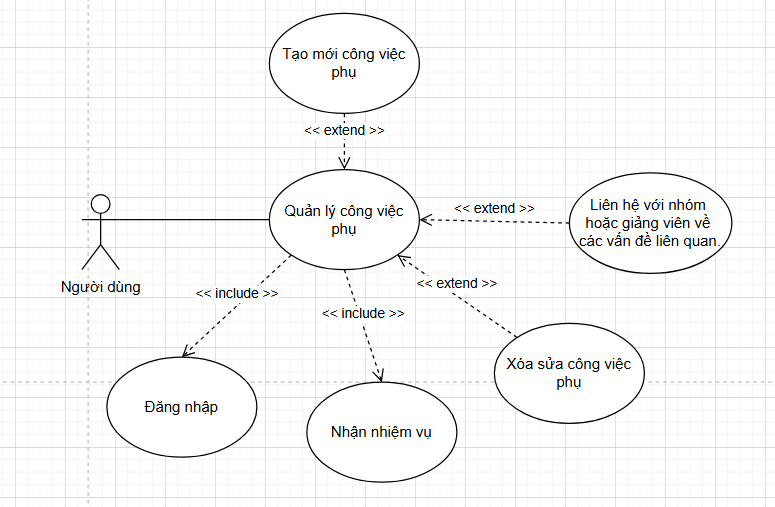 Tạo mới công việc
phụ
<< extend >>
Quản lý công việc
phụ
<< extend >>
Liên hệ với nhóm
hoặc giảng viên về
các vấn đề liên quan.
Người dùng
<< include >>
<< include >>
<< extend >>
Đăng nhập
Nhận nhiệm vụ
Xóa sửa công việc
phụ